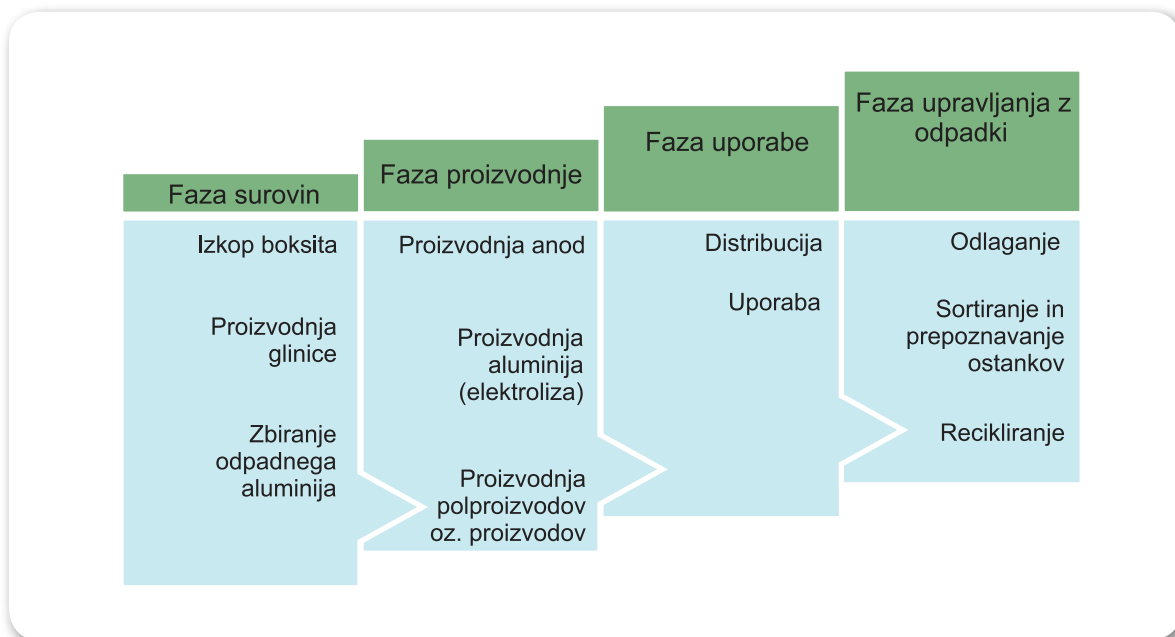 Faza surovin
Izkop boksita
Proizvodnja
glinice
Zbiranje
odpadnega
aluminija
Faza proizvodnje
Proizvodnja anod
Proizvodnja
aluminija
(elektroliza)
Proizvodnja
polproizvodov
oz. proizvodov
Faza uporabe
Distribucija
Uporaba
Faza upravljanja z
odpadki
Odlaganje
Sortiranje in
prepoznavanje
ostankov
Recikliranje